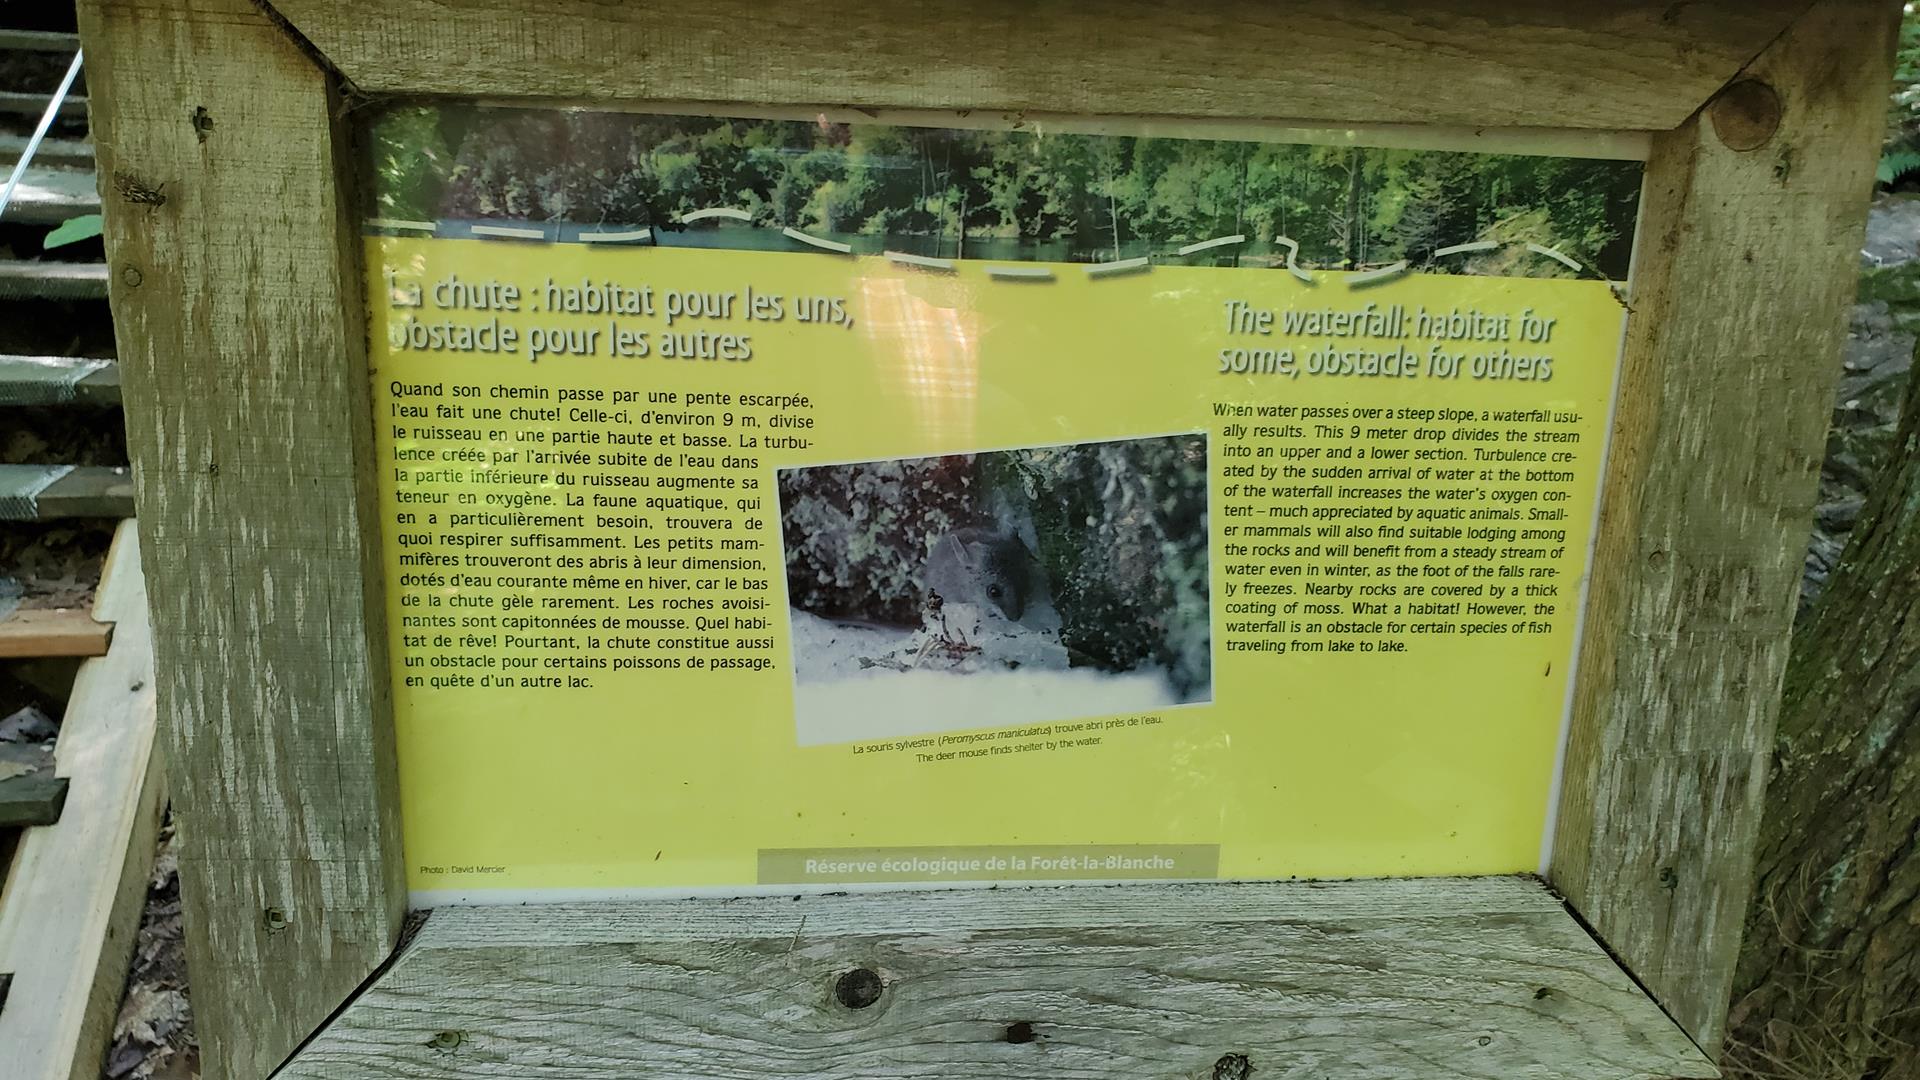 La chute : habitat pour les uns,
obstacle pour les autres
Quand son chemin passe par une pente escarpée,
l'eau fait une chute! Celle-ci, d'environ 9 m, divise
le ruisseau en une partie haute et basse. La turbu-
lence créée par l'arrivée subite de l'eau dans
la partie inférieure du ruisseau augmente sa
teneur en oxygène. La faune aquatique, qui
en a particulièrement besoin, trouvera de
quoi respirer suffisamment. Les petits mam-
mifères trouveront des abris à leur dimension,
dotés d'eau courante même en hiver, car le bas
de la chute gèle rarement. Les roches avoisi-
nantes sont capitonnées de mousse. Quel habi-
tat de rêve! Pourtant, la chute constitue aussi
un obstacle pour certains poissons de passage,
en quête d'un autre lac.
The waterfall: habitat for
some, obstacle for others
When water passes over a steep slope, a waterfall usu-
ally results. This 9 meter drop divides the stream
into an upper and a lower section. Turbulence cre-
ated by the sudden arrival of water at the bottom
of the waterfall increases the water's oxygen con-
tent – much appreciated by aquatic animals. Small-
er mammals will also find suitable lodging among
the rocks and will benefit from a steady stream of
water even in winter, as the foot of the falls rare-
ly freezes. Nearby rocks are covered by a thick
coating of moss. What a habitat! However, the
waterfall is an obstacle for certain species of fish
traveling from lake to lake.
La souris sylvestre (Peromyscus maniculatus) trouve abri près de l'eau.
The deer mouse finds shelter by the water.
Photo : David Mercier
Réserve écologique de la Forêt-la-Blanche